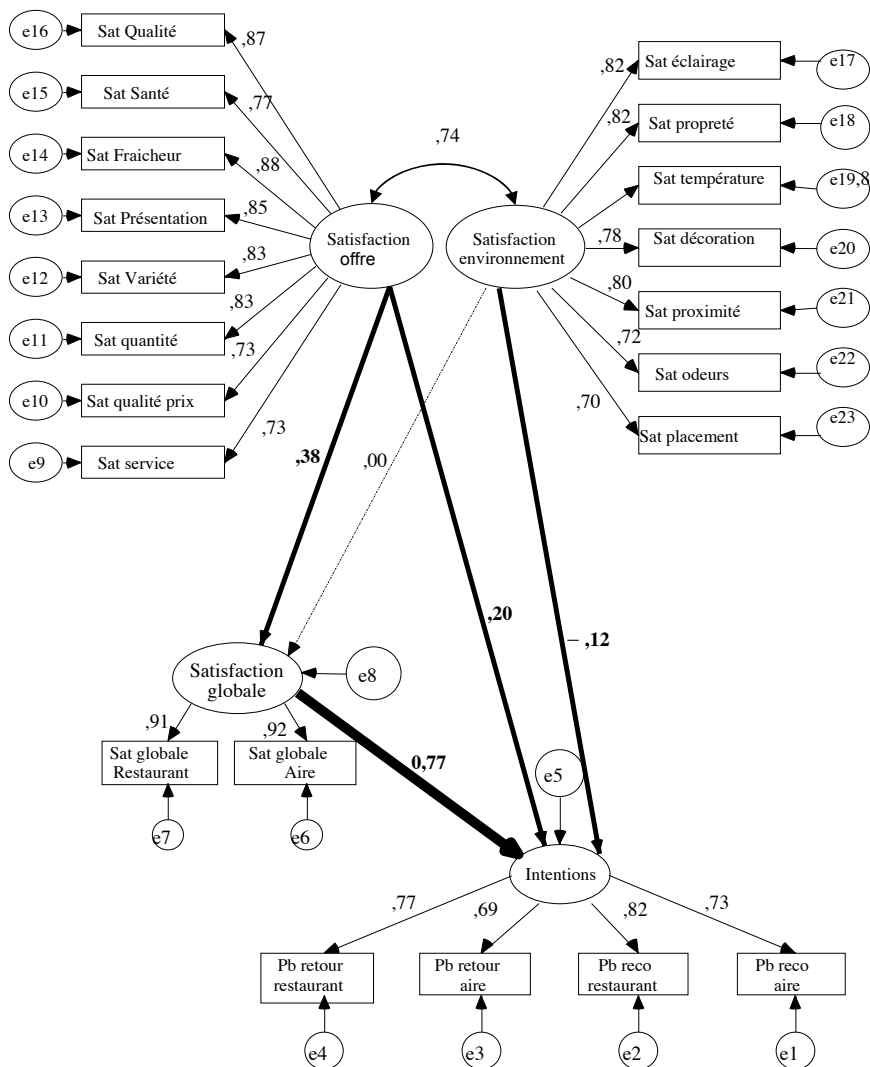 e16
Sat Qualité
,87
e15
Sat Santé
,77
e14
Sat Fraicheur
,88
e13
Sat Présentation
,85
e12
Sat Variété
,83
e11
Sat quantité
,83
e10
Sat qualité prix
,73
e9
Sat service
,73
,74
Satisfaction
offre
Satisfaction
environnement
,82
Sat éclairage
e17
,82
Sat propreté
e18
Sat température
e19,8
,78
Sat décoration
e20
,80
Sat proximité
e21
,72
Sat odeurs
e22
,70
Sat placement
e23
,38
,00
,20
– ,12
Satisfaction
globale
e8
,91
,92
Sat globale
Restaurant
Sat globale
Aire
e7
e6
0,77
e5
Intentions
,77
,69
,82
,73
Pb retour
restaurant
Pb retour
aire
Pb reco
restaurant
Pb reco
aire
e4
e3
e2
e1